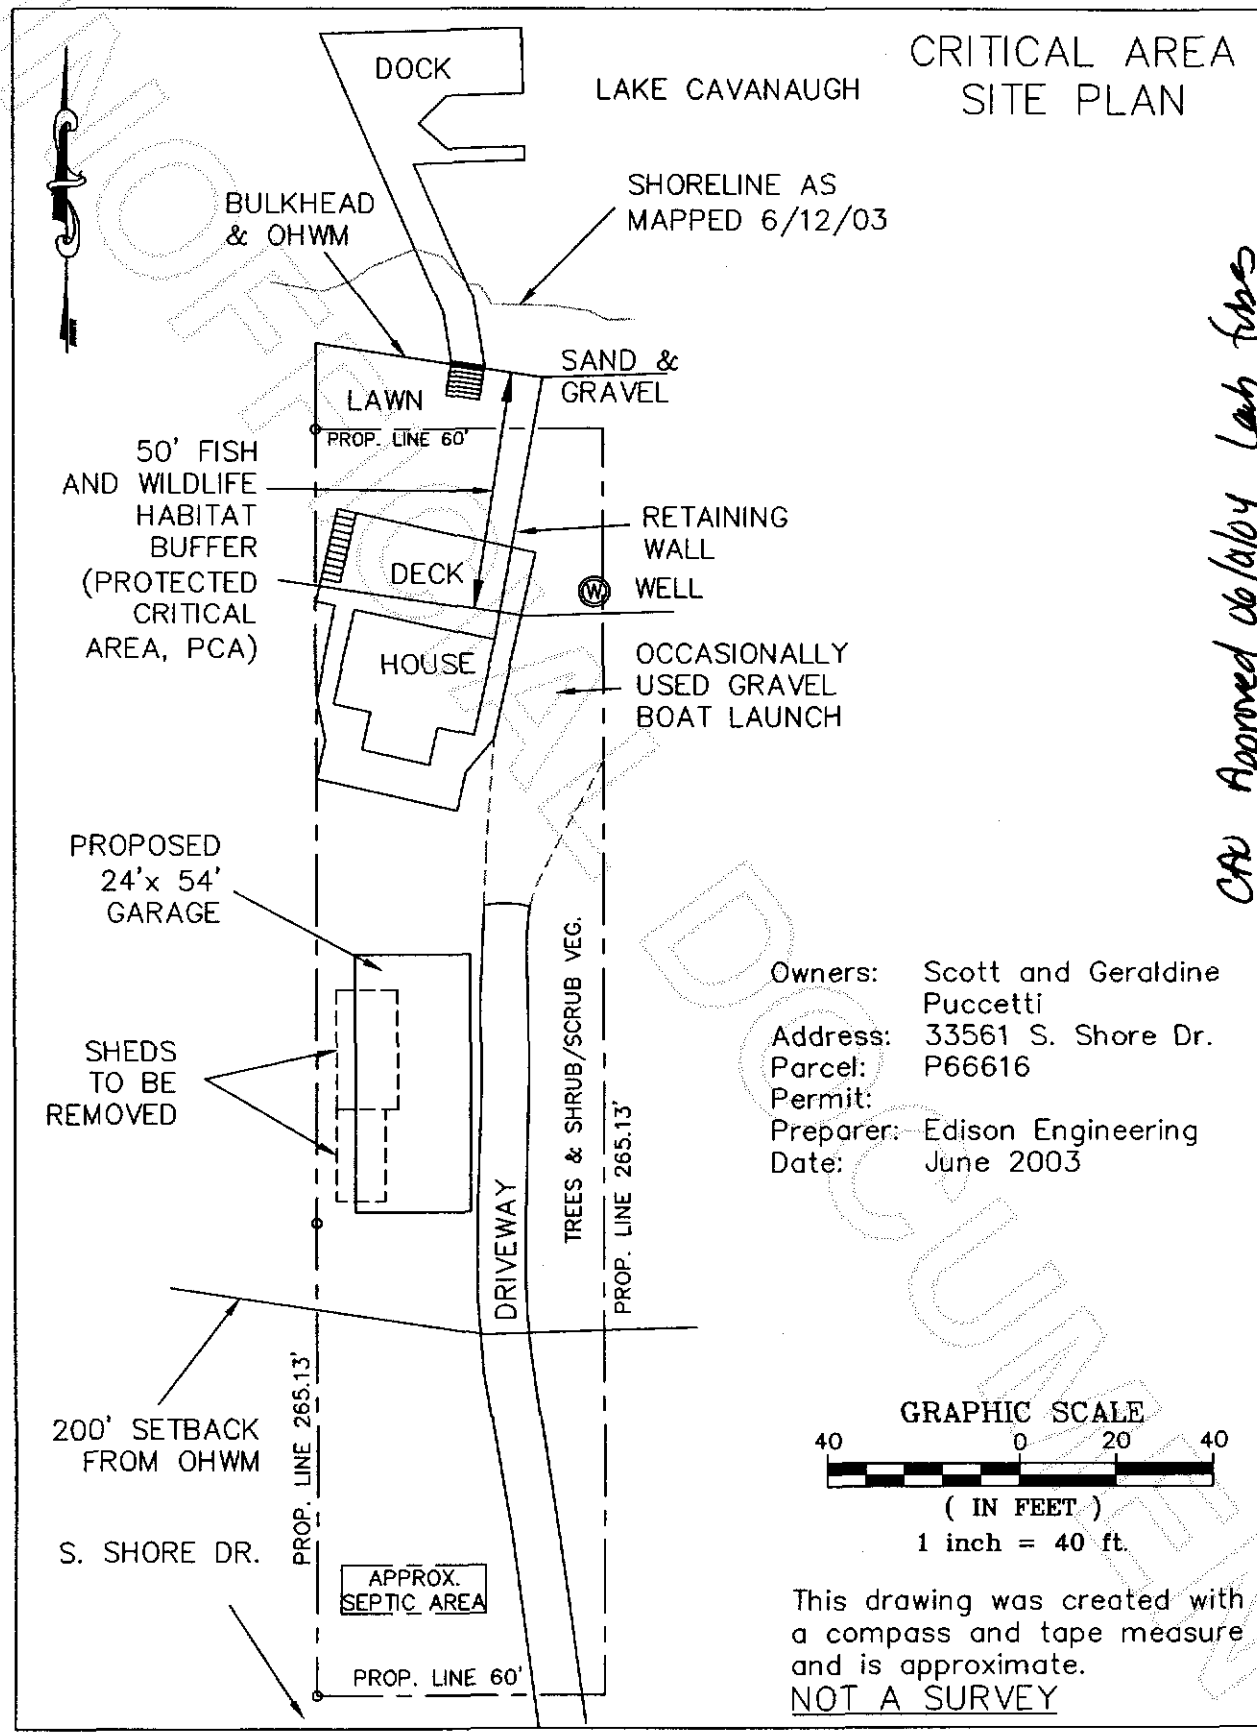 CRITICAL AREA
SITE PLAN
DOCK
LAKE CAVANAUGH
SHORELINE AS
MAPPED 6/12/03
BULKHEAD
& OHWM
SAND &
GRAVEL
LAWN
PROP. LINE 60'
50' FISH
AND WILDLIFE
HABITAT
BUFFER
(PROTECTED
CRITICAL
AREA, PCA)
RETAINING
WALL
DECK
W
WELL
HOUSE
OCCASIONALLY
USED GRAVEL
BOAT LAUNCH
PROPOSED
24'x 54'
GARAGE
SHEDS
TO BE
REMOVED
TREES & SHRUB/SCRUB VEG.
PROP. LINE 265.13'
DRIVEWAY
200' SETBACK
FROM OHWM
PROP. LINE 265.13'
S. SHORE DR.
APPROX.
SEPTIC AREA
PROP. LINE 60'
Approved
Owners: Scott and Geraldine
Puccetti
Address: 33561 S. Shore Dr.
Parcel: P66616
Permit:
Preparer: Edison Engineering
Date: June 2003
GRAPHIC SCALE
40 0 20 40
( IN FEET )
1 inch = 40 ft.
This drawing was created with
a compass and tape measure
and is approximate.
NOT A SURVEY
UNOFFICIAL DOCUMEN